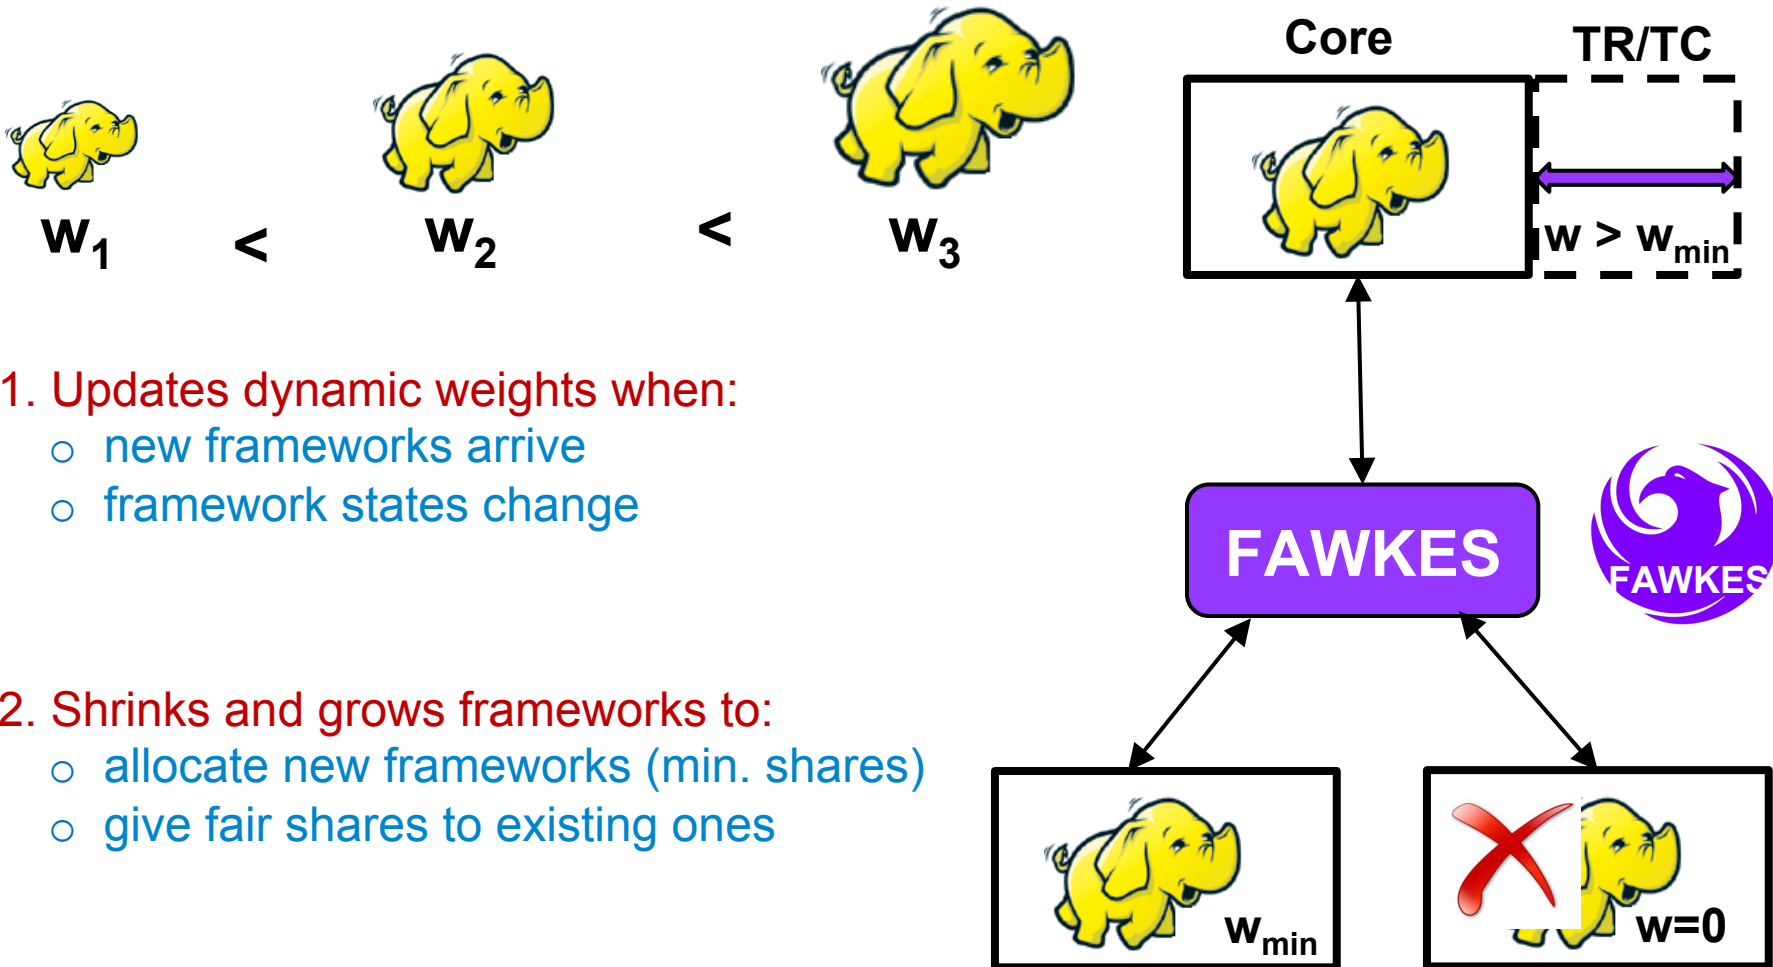 w1 < w2 < w3
Core
TR/TC
w > wmin
1. Updates dynamic weights when:
o new frameworks arrive
o framework states change
FAWKES
FAWKES
2. Shrinks and grows frameworks to:
o allocate new frameworks (min. shares)
o give fair shares to existing ones
wmin
w=0